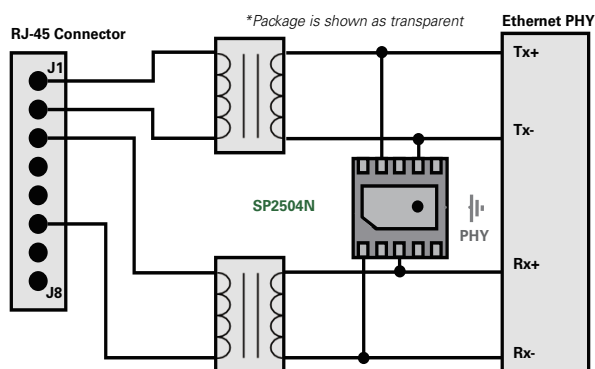 *Package is shown as transparent
Ethernet PHY
RJ-45 Connector
J1
Tx+
Tx-
SP2504N
PHY
Rx+
J8
Rx-